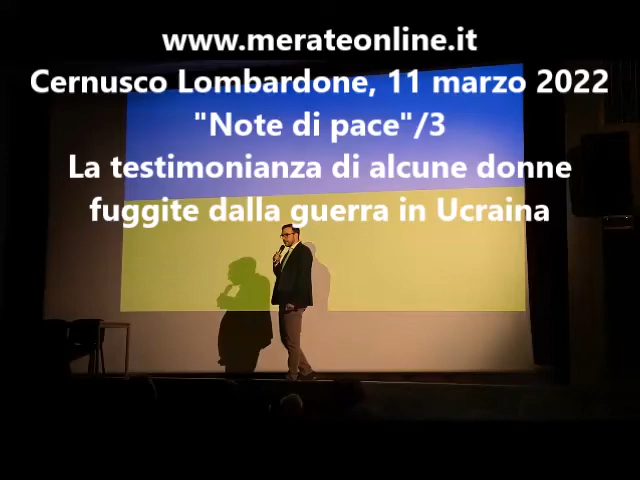 www.merateonline.it
Cernusco Lombardone, 11 marzo 2022
"Note di pace"/3
La testimonianza di alcune donne
fuggite dalla guerra in Ucraina